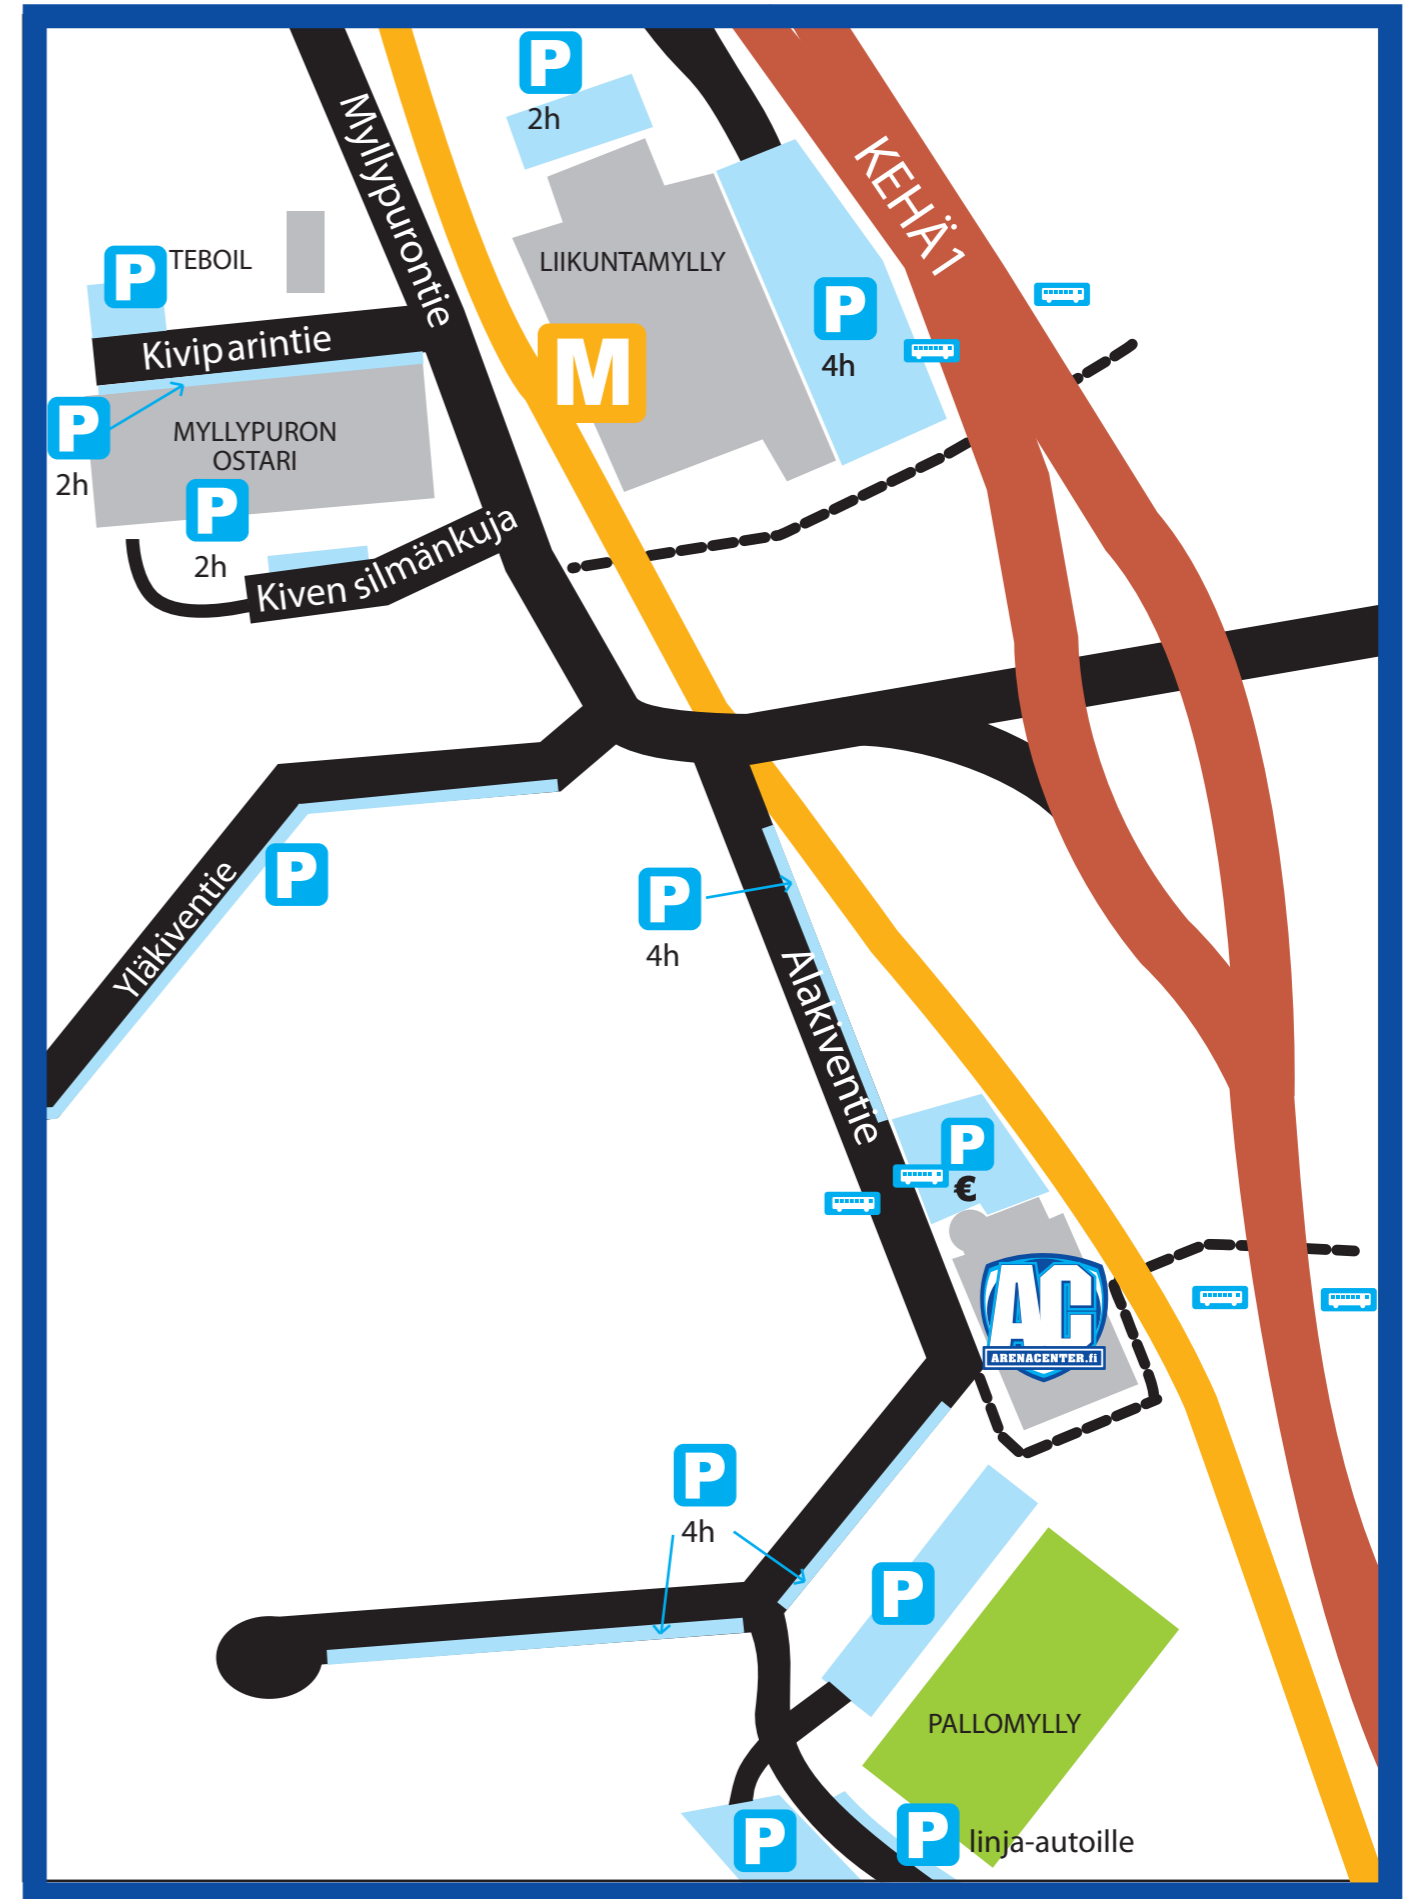 P
2h
Myllypurontie
KEHÄ1
P
TEBOIL
LIIKUNTAMYLLY
P
4h
Kiviparintie
M
P
2h
MYLLYPURON
OSTARI
P
2h
Kiven silmänkuja
Yläkiventie
P
P
4h
Alakiventie
P
€
AC
ARENACENTER.fi
P
4h
P
PALLOMYLLY
P
P linja-autoille